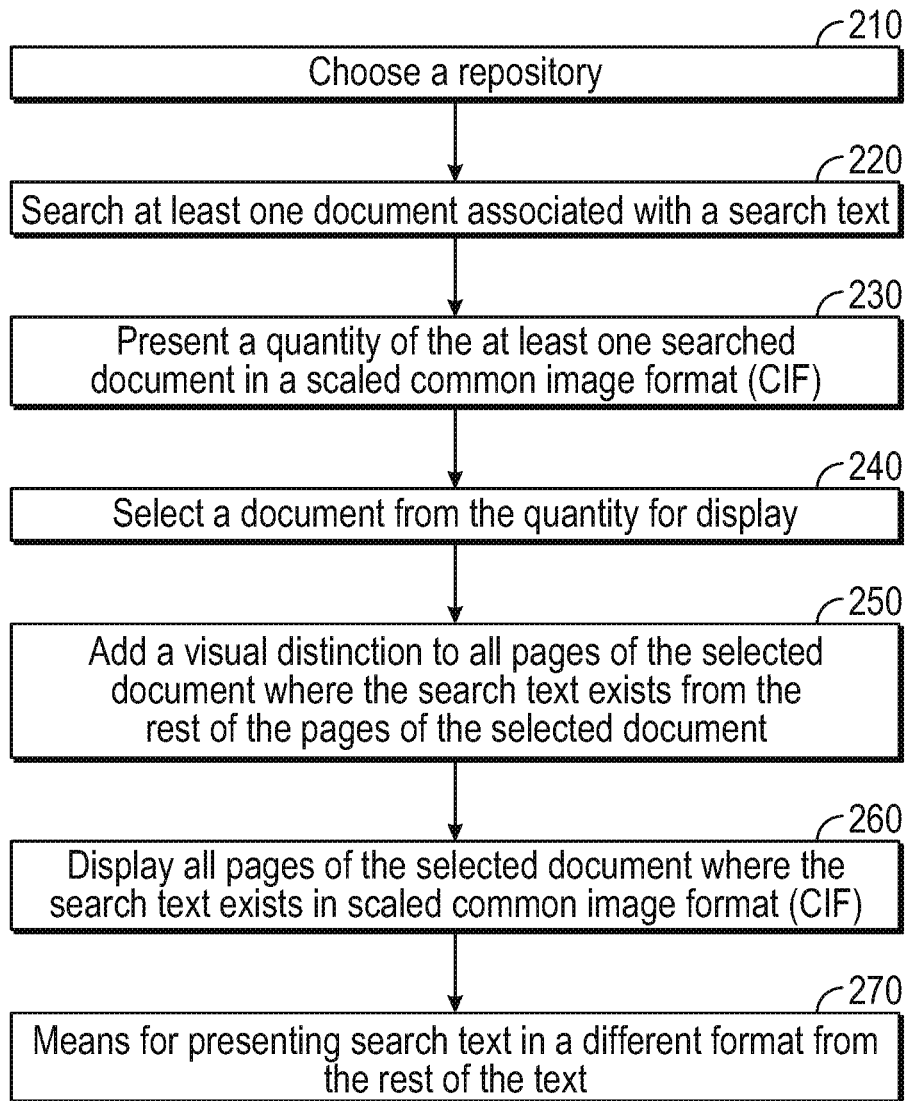 210
Choose a repository
220
Search at least one document associated with a search text
230
Present a quantity of the at least one searched
document in a scaled common image format (CIF)
240
Select a document from the quantity for display
250
Add a visual distinction to all pages of the selected
document where the search text exists from the
rest of the pages of the selected document
260
Display all pages of the selected document where the
search text exists in scaled common image format (CIF)
270
Means for presenting search text in a different format from
the rest of the text